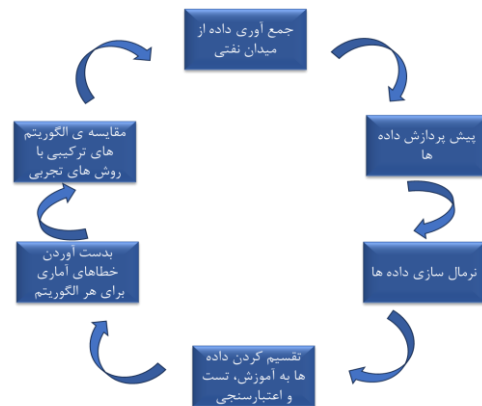 جمع آوری داده از
میدان نفتی
پیش پردازش داده
ها
نرمال سازی داده ها
تقسیم کردن داده
ها به آموزش، تست
و اعتبارسنجی
بدست آوردن
خطاهای آماری
برای هر الگوریتم
مقایسه ی الگوریتم
های ترکیبی با
روش های تجربی